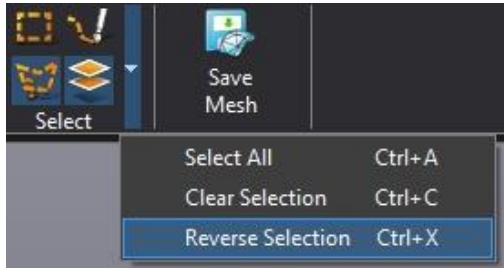 Select
Save
Mesh
Select All Ctrl+A
Clear Selection Ctrl+C
Reverse Selection Ctrl+X